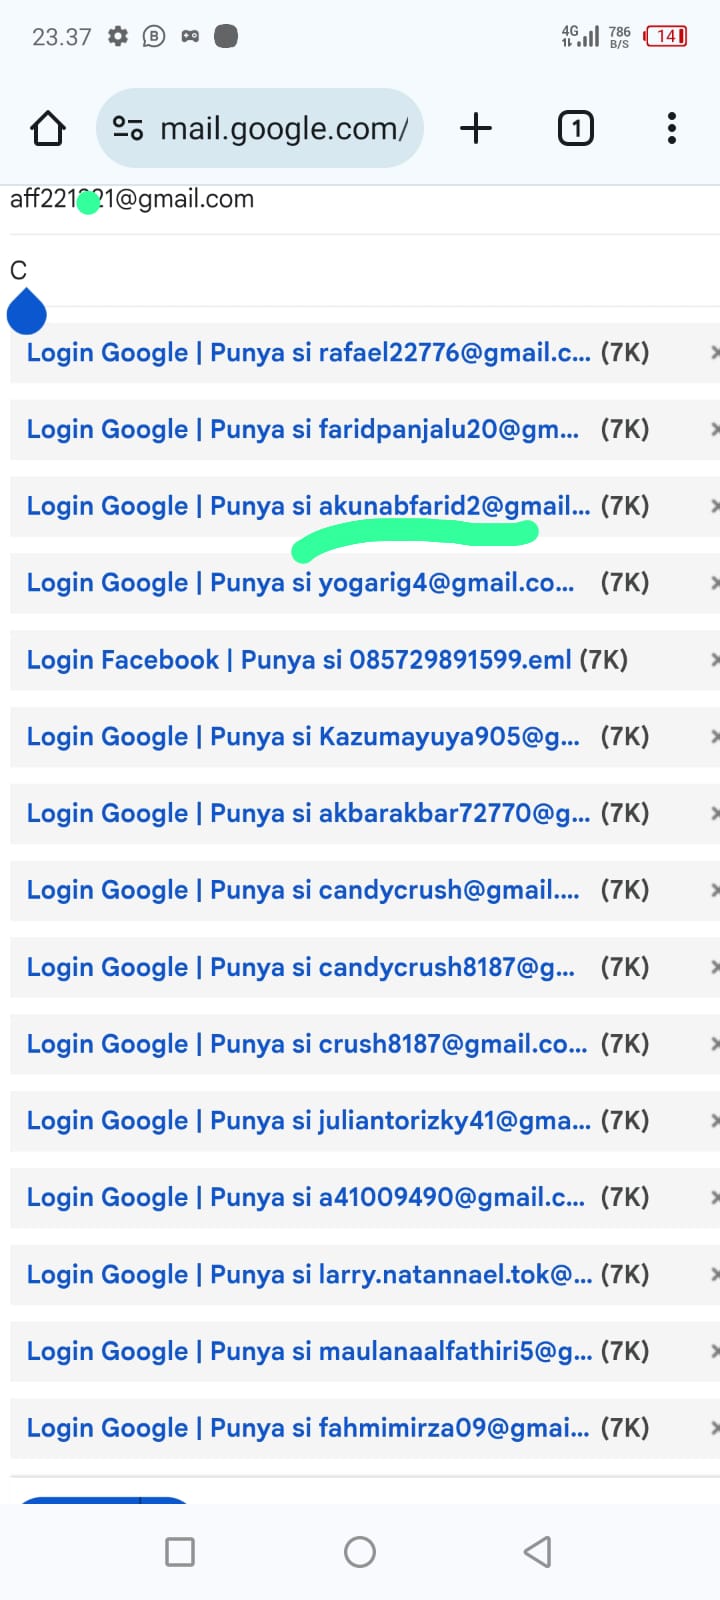 23.37 B 4G 786 B/S 14
mail.google.com/ 1
1@gmail.com
C
Login Google | Punya si rafael22776@gmail.c... (7K)
Login Google | Punya si faridpanjalu20@gm... (7K)
Login Google | Punya si akunabfarid2@gmail... (7K)
Login Google | Punya si yogarig4@gmail.co... (7K)
Login Facebook | Punya si 085729891599.eml (7K)
Login Google | Punya si Kazumayuya905@g... (7K)
Login Google | Punya si akbarakbar72770@g... (7K)
Login Google | Punya si candycrush@gmail.... (7K)
Login Google | Punya si candycrush8187@g... (7K)
Login Google | Punya si crush8187@gmail.co... (7K)
Login Google | Punya si juliantorizky41@gma... (7K)
Login Google | Punya si a41009490@gmail.c... (7K)
Login Google | Punya si larry.natannael.tok@... (7K)
Login Google | Punya si maulanaalfathiri5@g... (7K)
Login Google | Punya si fahmimirza09@gmai... (7K)